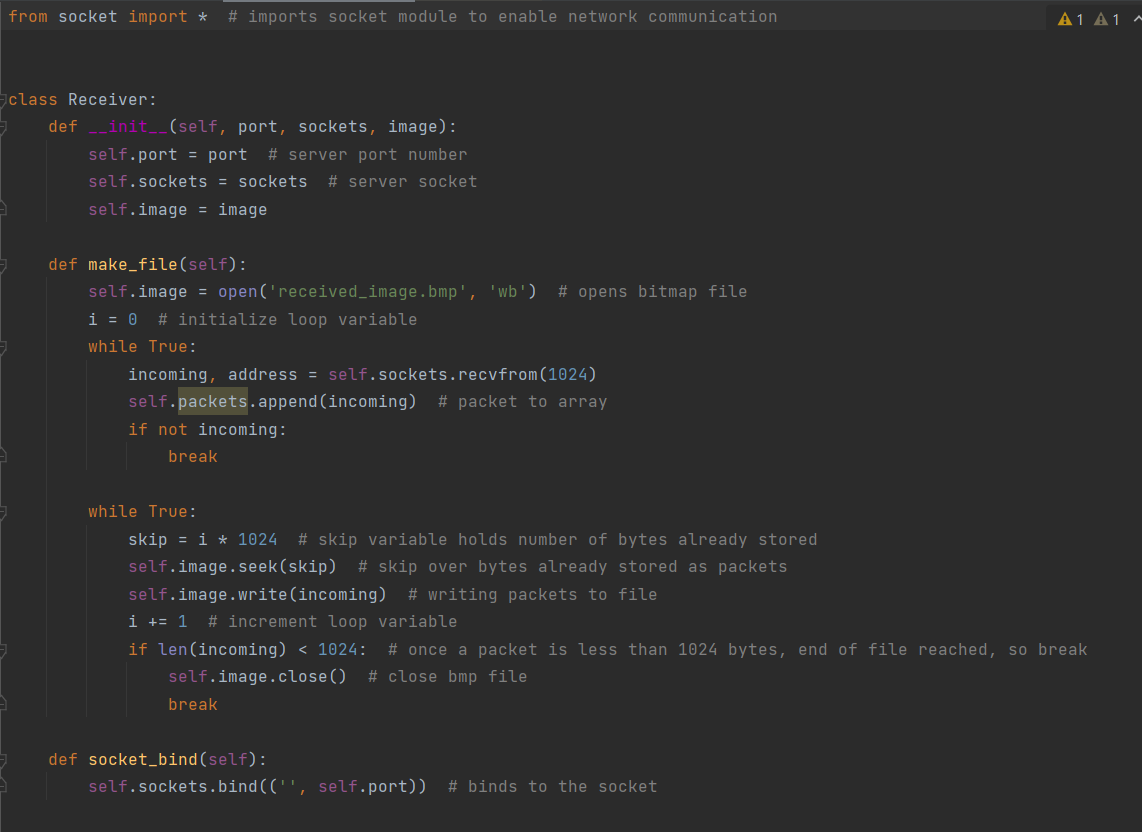 from socket import *  # imports socket module to enable network communication
1 1
class Receiver:
    def __init__(self, port, sockets, image):
        self.port = port  # server port number
        self.sockets = sockets  # server socket
        self.image = image
    def make_file(self):
        self.image = open('received_image.bmp', 'wb')  # opens bitmap file
        i = 0  # initialize loop variable
        while True:
            incoming, address = self.sockets.recvfrom(1024)
            self.packets.append(incoming)  # packet to array
            if not incoming:
                break
        while True:
            skip = i * 1024  # skip variable holds number of bytes already stored
            self.image.seek(skip)  # skip over bytes already stored as packets
            self.image.write(incoming)  # writing packets to file
            i += 1  # increment loop variable
            if len(incoming) < 1024:  # once a packet is less than 1024 bytes, end of file reached, so break
                self.image.close()  # close bmp file
                break
    def socket_bind(self):
        self.sockets.bind(('', self.port))  # binds to the socket